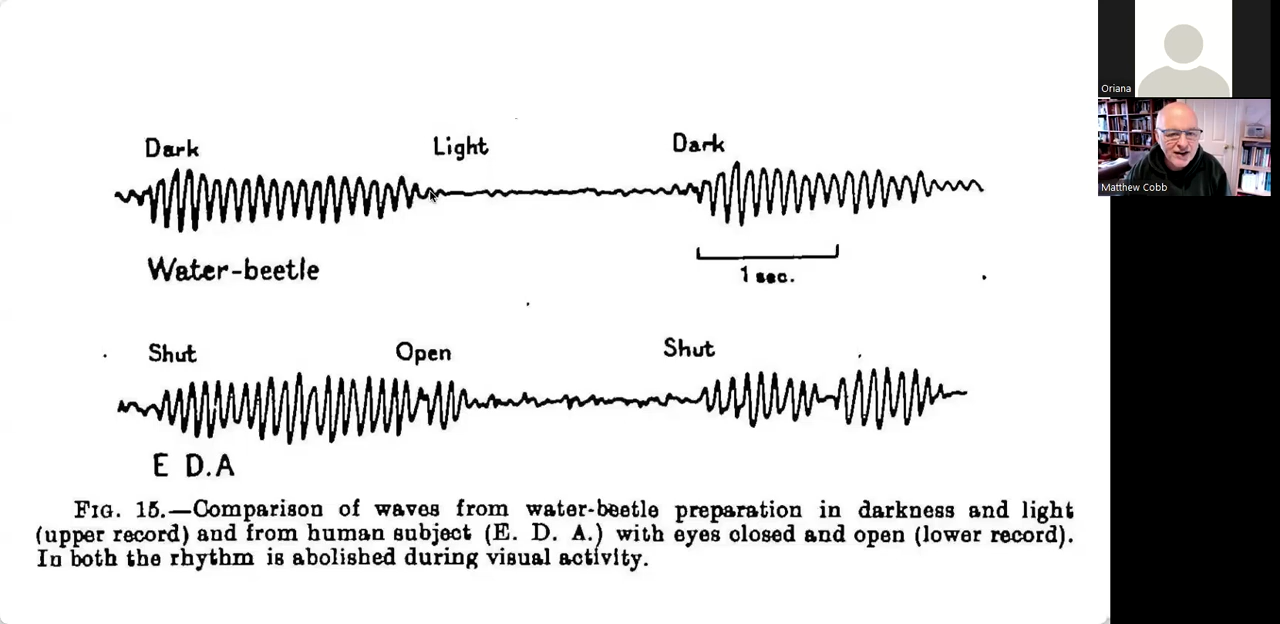 Dark Light Dark
Water-beetle
1 sec.
Shut Open Shut
E D.A
FIG. 15.—Comparison of waves from water-beetle preparation in darkness and light
(upper record) and from human subject (E. D. A.) with eyes closed and open (lower record).
In both the rhythm is abolished during visual activity.
Oriana
Matthew Cobb